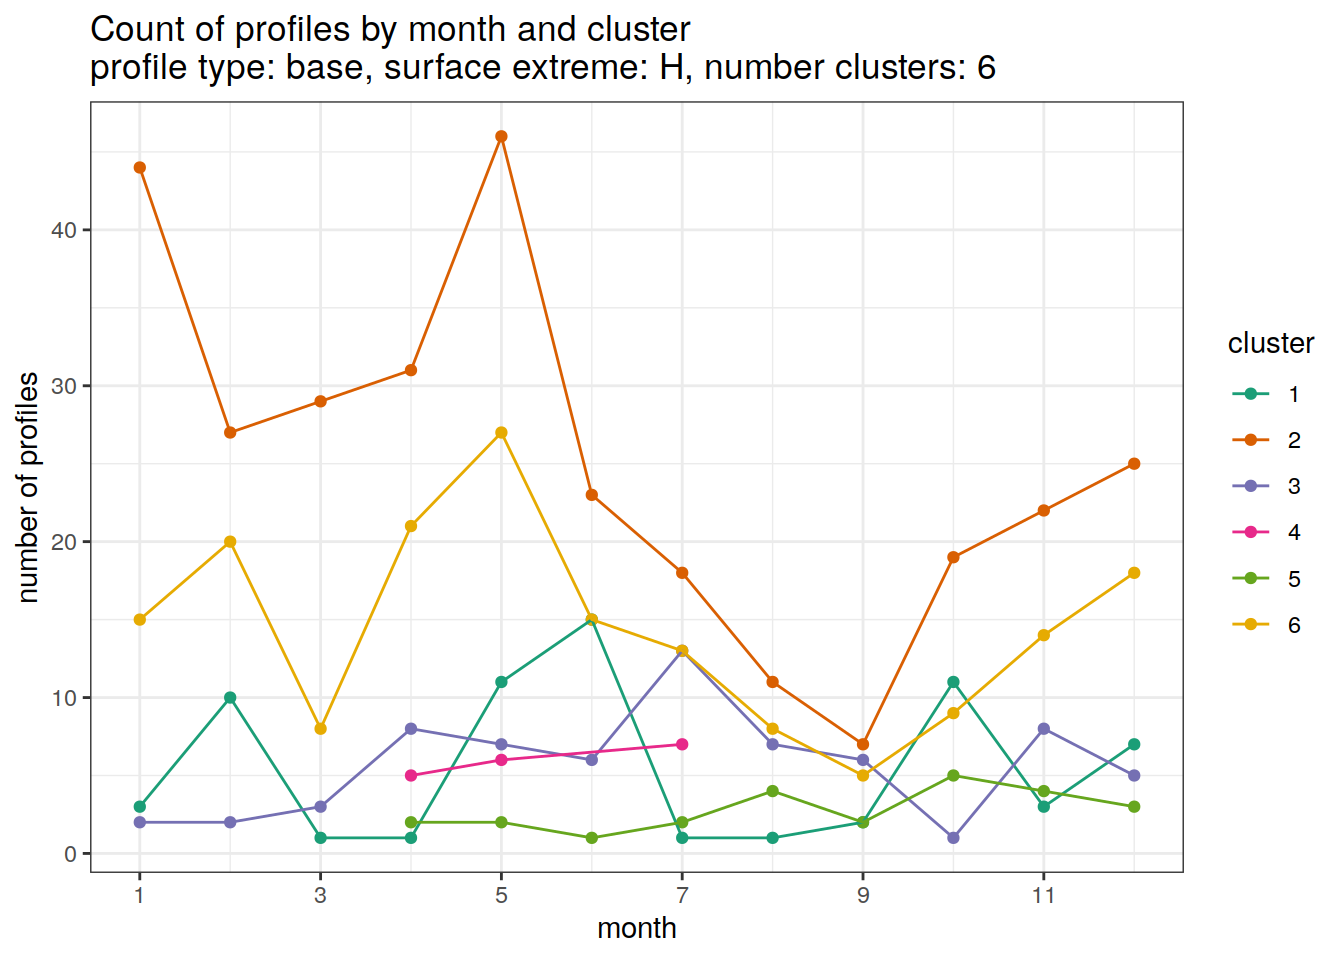 Count of profiles by month and cluster
profile type: base, surface extreme: H, number clusters: 6
number of profiles
40
30
20
10
0
1 3 5 7 9 11
month
cluster
1
2
3
4
5
6